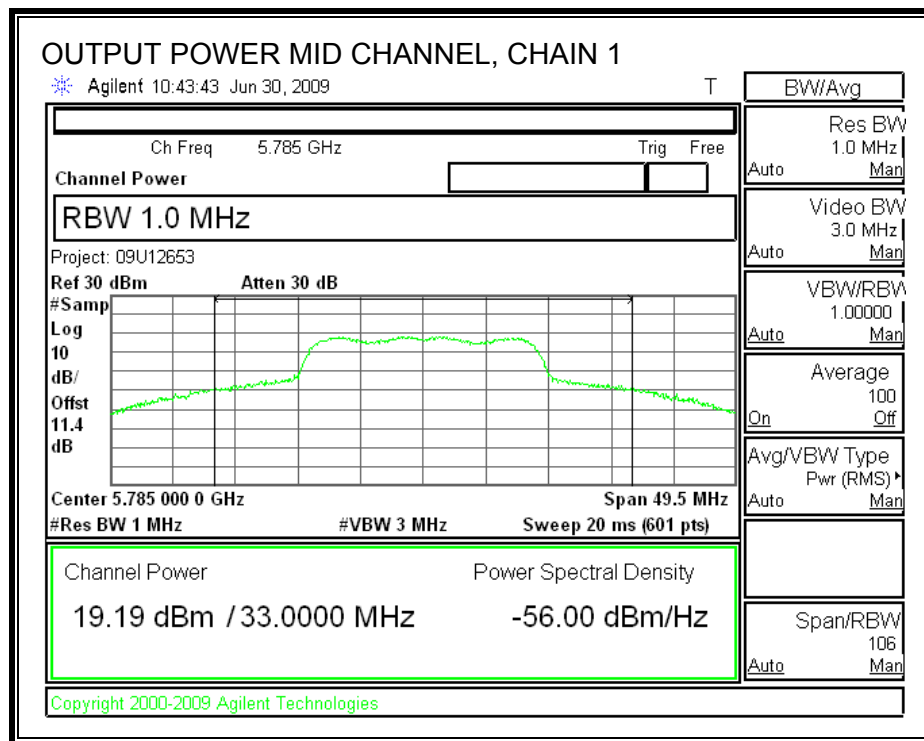 OUTPUT POWER MID CHANNEL, CHAIN 1
Agilent 10:43:43 Jun 30, 2009 T
Ch Freq 5.785 GHz Trig Free
Channel Power
RBW 1.0 MHz
Project: 09U12653
Ref 30 dBm Atten 30 dB
#Samp
Log
10
dB/
Offst
11.4
dB
Center 5.785 000 0 GHz Span 49.5 MHz
#Res BW 1 MHz #VBW 3 MHz Sweep 20 ms (601 pts)
Channel Power Power Spectral Density
19.19 dBm / 33.0000 MHz -56.00 dBm/Hz
Copyright 2000-2009 Agilent Technologies
BW/Avg
Res BW
1.0 MHz
Auto Man
Video BW
3.0 MHz
Auto Man
VBW/RBW
1.00000
Auto Man
Average
100
On Off
Avg/VBW Type
Pwr (RMS)
Auto Man
Span/RBW
106
Auto Man